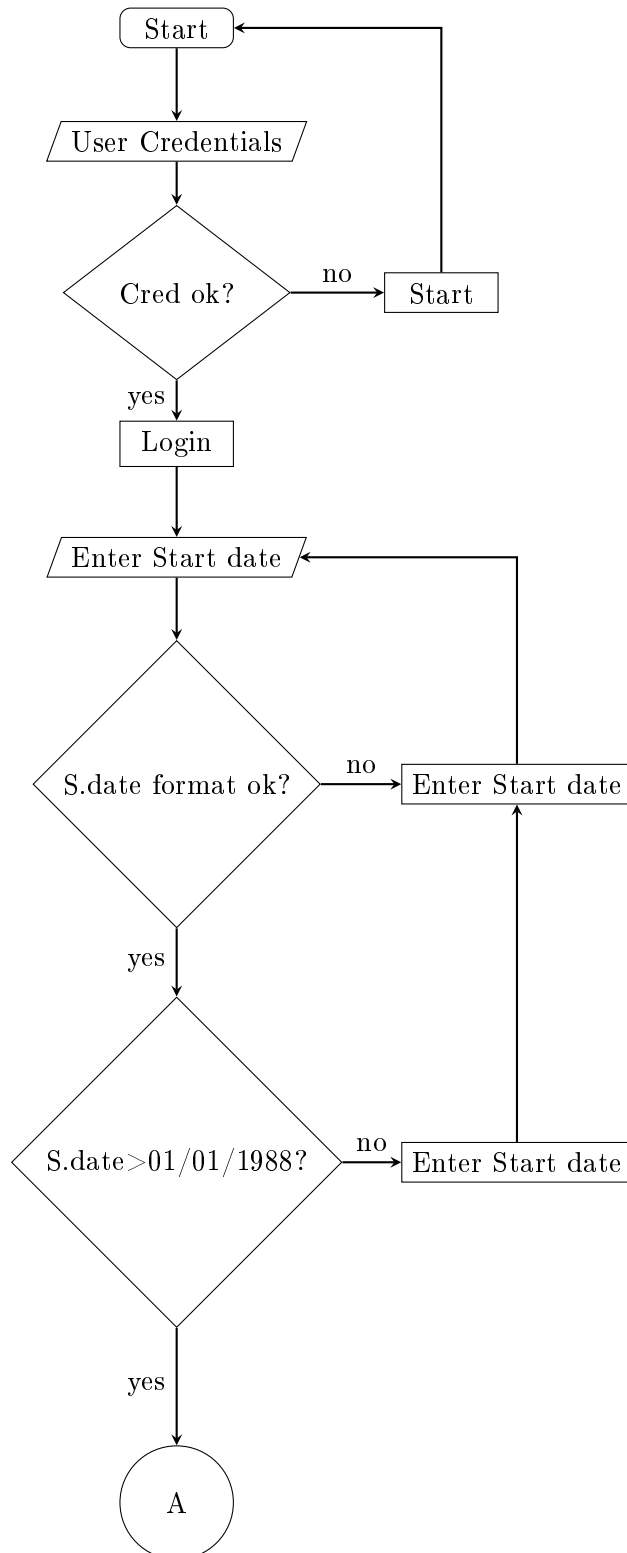 Start
User Credentials
Cred ok?
no
Start
yes
Login
Enter Start date
S.date format ok?
no
Enter Start date
yes
S.date>01/01/1988?
no
Enter Start date
yes
A